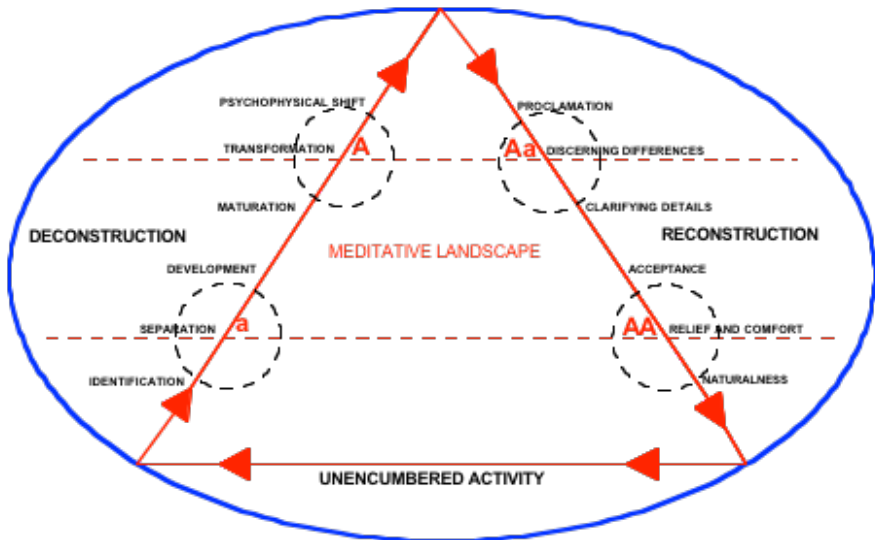 PSYCHOPHYSICAL SHIFT
PROCLAMATION
TRANSFORMATION
A
Aa
DISCERNING DIFFERENCES
MATURATION
CLARIFYING DETAILS
DECONSTRUCTION
MEDITATIVE LANDSCAPE
RECONSTRUCTION
DEVELOPMENT
ACCEPTANCE
SEPARATION
a
AA
RELIEF AND COMFORT
IDENTIFICATION
NATURALNESS
UNENCUMBERED ACTIVITY